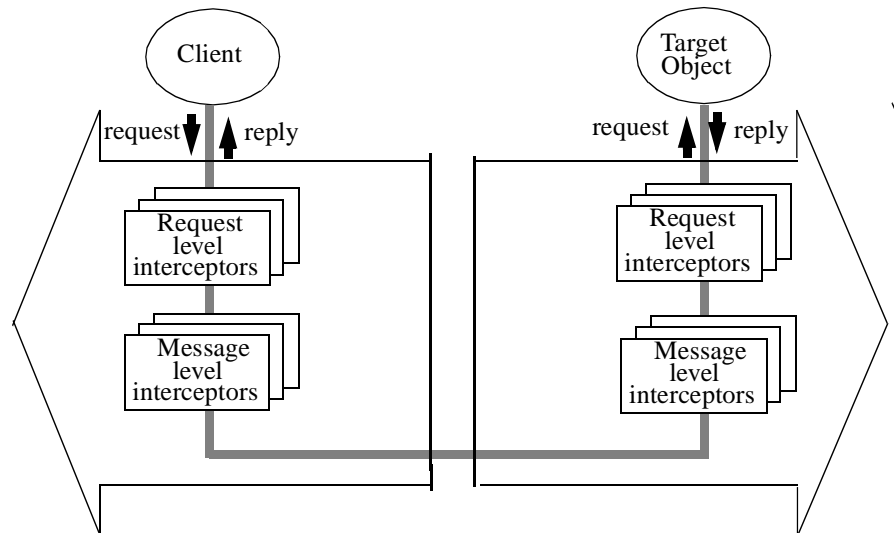 Client
Target
Object
request
reply
request
reply
Request
level
interceptors
Request
level
interceptors
Message
level
interceptors
Message
level
interceptors